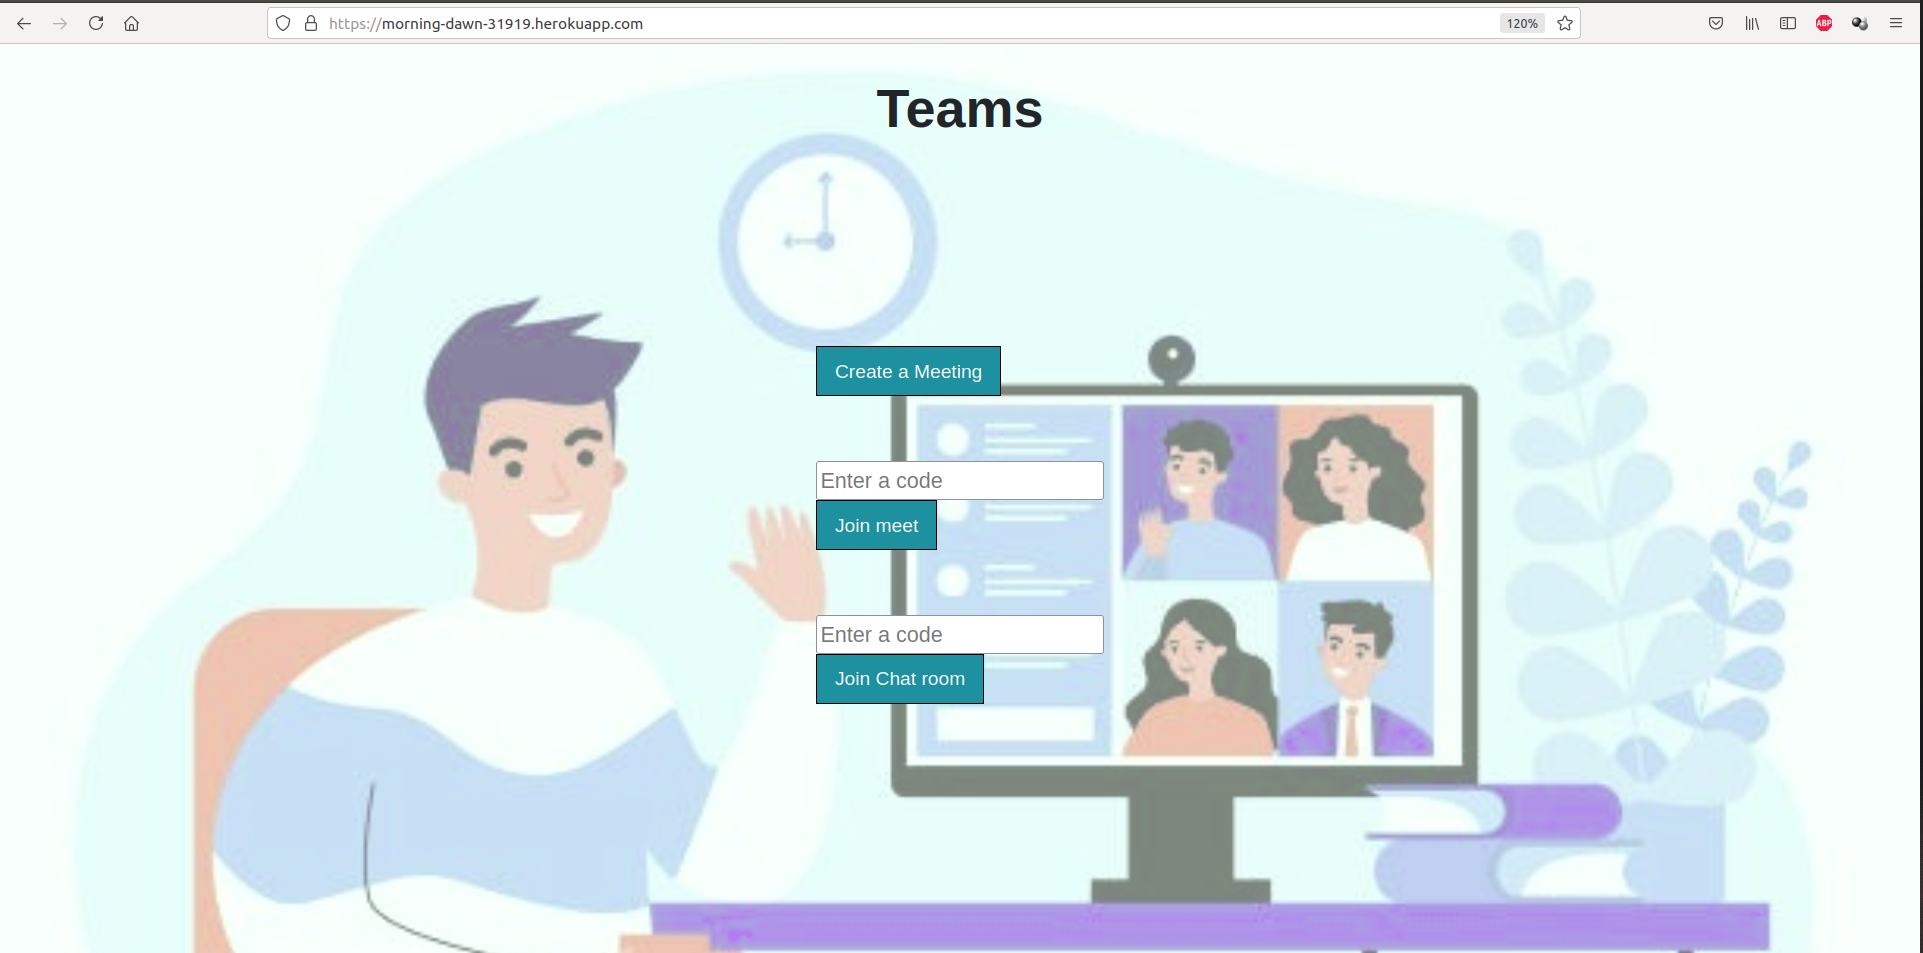 https://morning-dawn-31919.herokuapp.com
120%
ABP
Teams
Create a Meeting
Enter a code
Join meet
Enter a code
Join Chat room